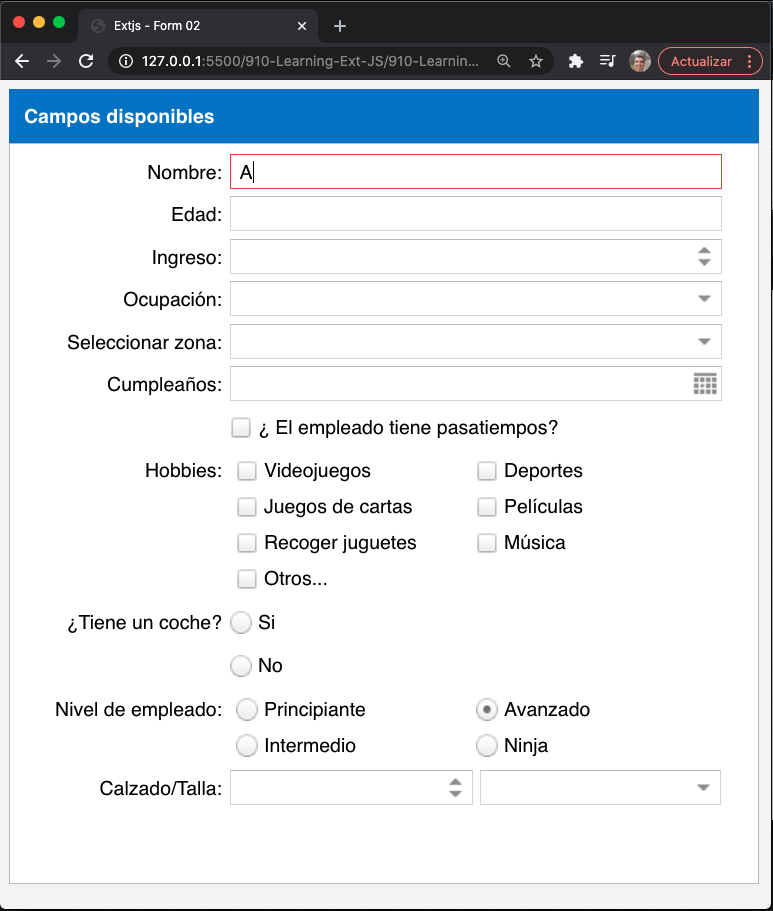 Extjs - Form 02
127.0.0.1:5500/910-Learning-Ext-JS/910-Learnin...
Actualizar
Campos disponibles
Nombre: A
Edad:
Ingreso:
Ocupación:
Seleccionar zona:
Cumpleaños:
¿ El empleado tiene pasatiempos?
Hobbies: Videojuegos Deportes
Juegos de cartas Películas
Recoger juguetes Música
Otros...
¿Tiene un coche? Si
No
Nivel de empleado: Principiante Avanzado
Intermedio Ninja
Calzado/Talla: